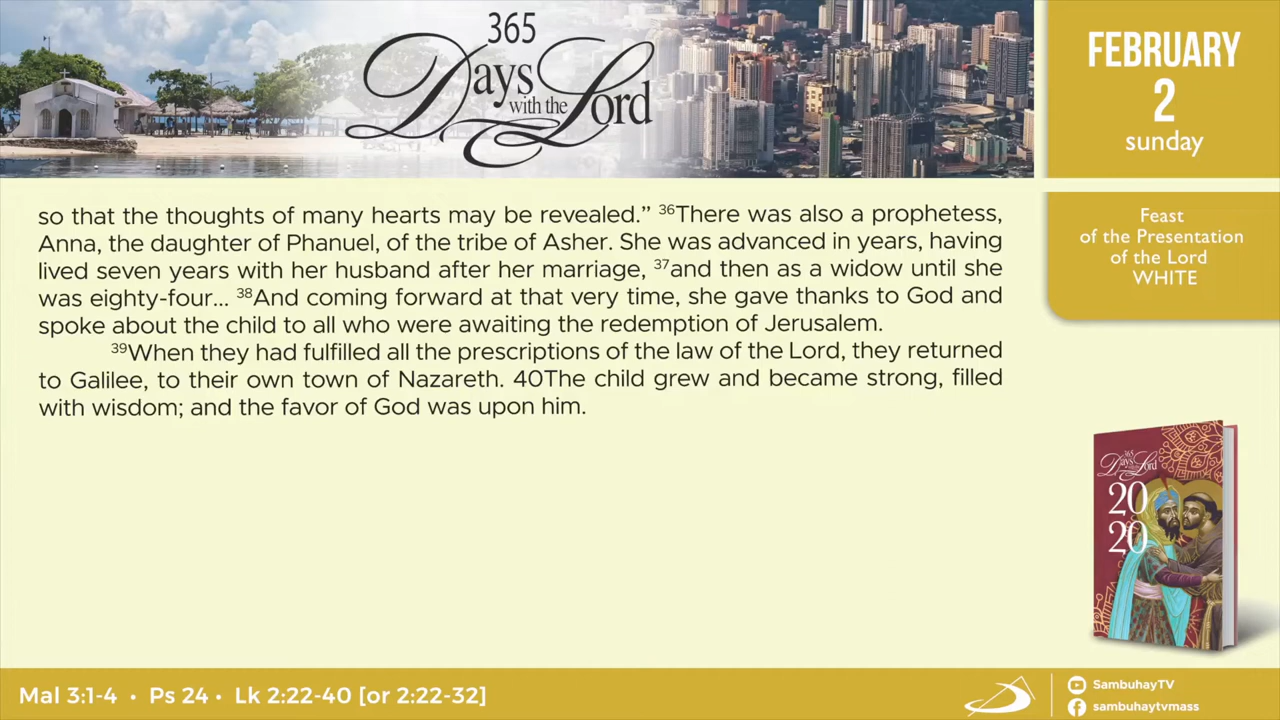 365
Days with the Lord
FEBRUARY
2
sunday
Feast
of the Presentation
of the Lord
WHITE
so that the thoughts of many hearts may be revealed.” ³⁶There was also a prophetess,
Anna, the daughter of Phanuel, of the tribe of Asher. She was advanced in years, having
lived seven years with her husband after her marriage, ³⁷and then as a widow until she
was eighty-four... ³⁸And coming forward at that very time, she gave thanks to God and
spoke about the child to all who were awaiting the redemption of Jerusalem.
³⁹When they had fulfilled all the prescriptions of the law of the Lord, they returned
to Galilee, to their own town of Nazareth. 40The child grew and became strong, filled
with wisdom; and the favor of God was upon him.
365
Days with the Lord
20
20
Mal 3:1-4 • Ps 24 • Lk 2:22-40 [or 2:22-32]
SambuhayTV
sambuhaytvmass